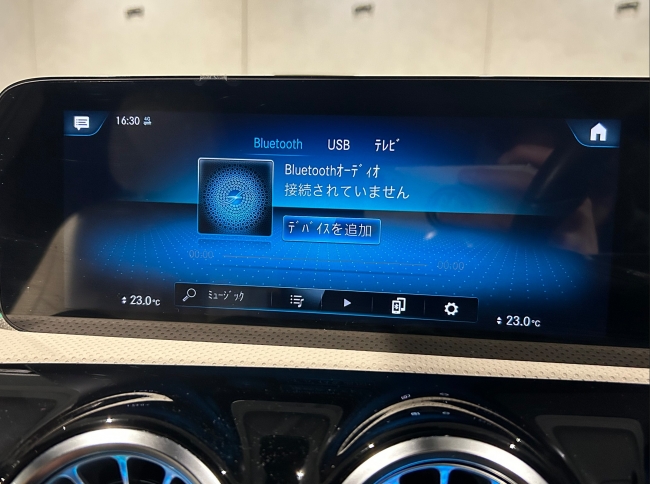 16:30 4G
Bluetooth USB ﾃﾚﾋﾞ
Bluetoothｵｰﾃﾞｨｵ
接続されていません
ﾃﾞﾊﾞｲｽを追加
00:00 00:00
23.0°C ﾐｭｰｼﾞｯｸ 23.0°C